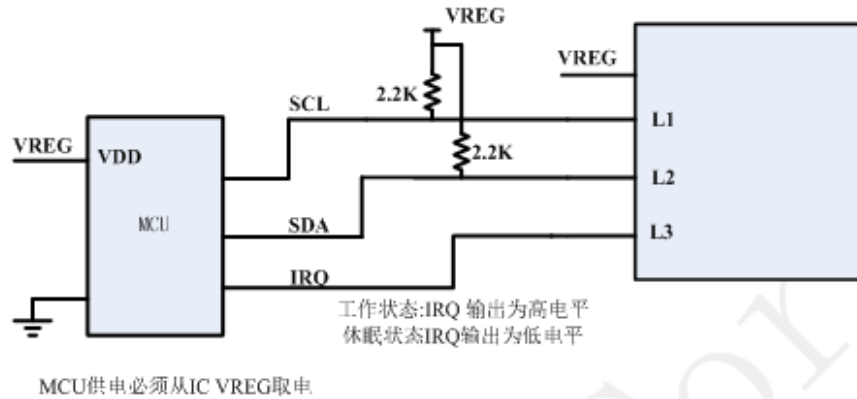 VREG
VREG
2.2K
SCL
L1
VREG
VDD
2.2K
L2
MCU
SDA
L3
IRQ
工作状态:IRQ 输出为高电平
休眠状态IRQ输出为低电平
MCU供电必须从IC VREG取电